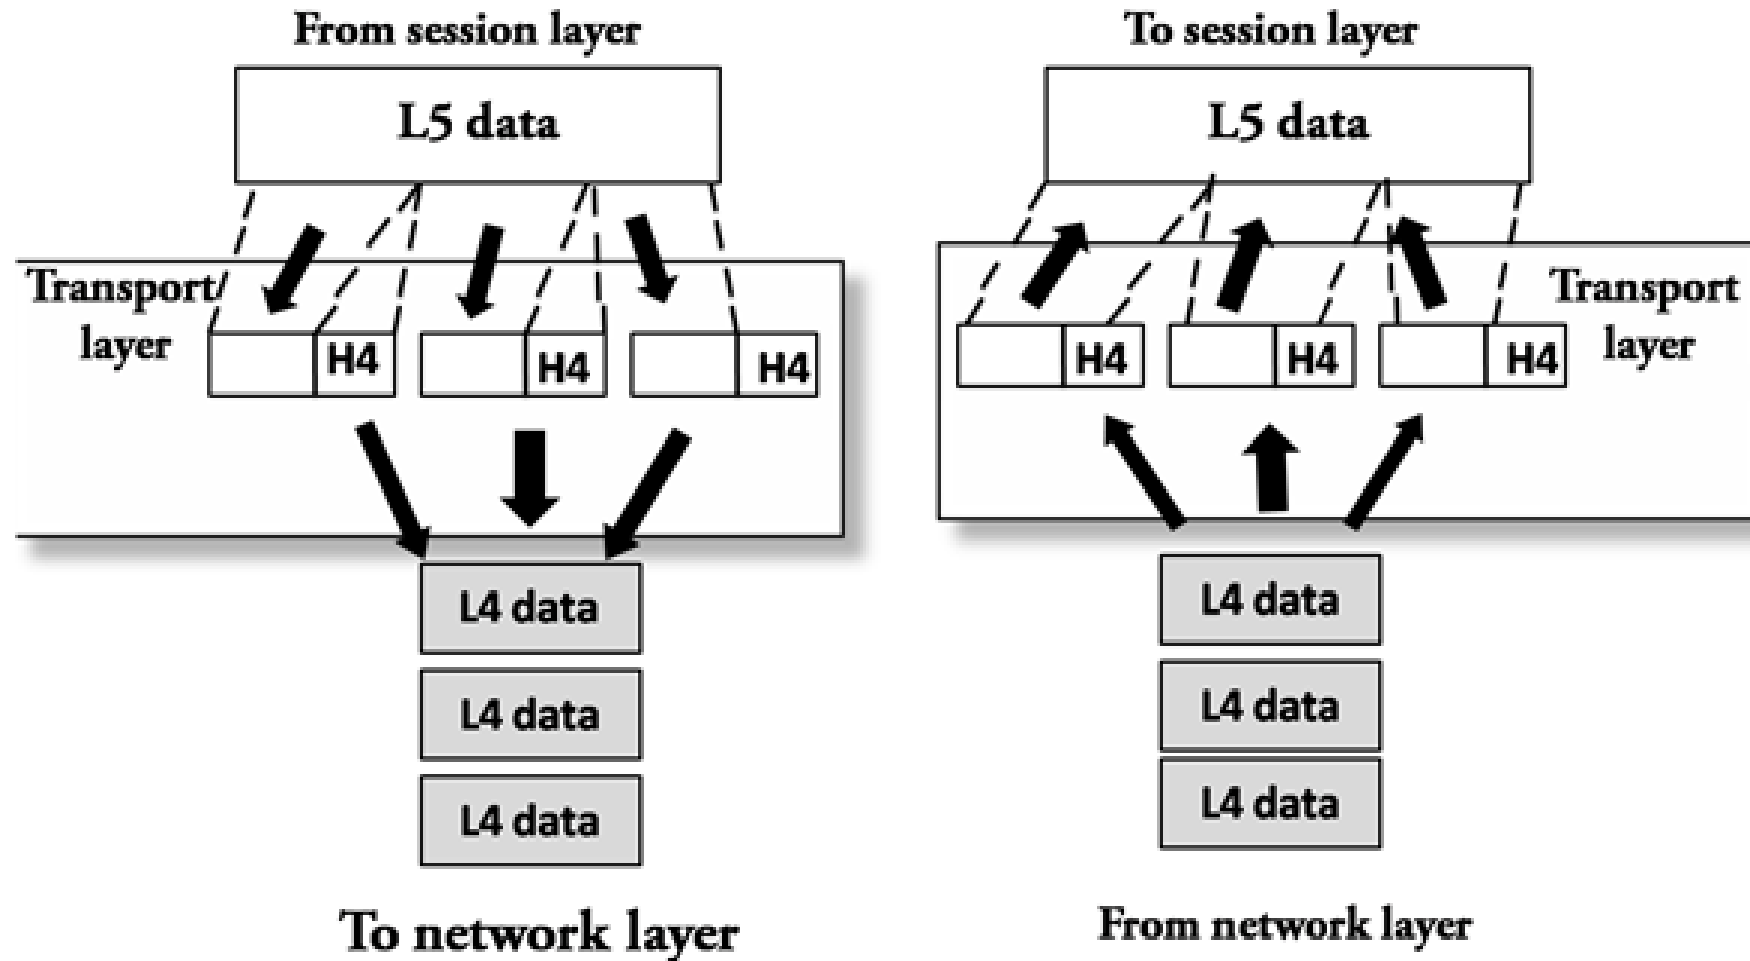 From session layer
L5 data
Transport
layer
H4
H4
H4
L4 data
L4 data
L4 data
To network layer
To session layer
L5 data
Transport
layer
H4
H4
H4
L4 data
L4 data
L4 data
From network layer